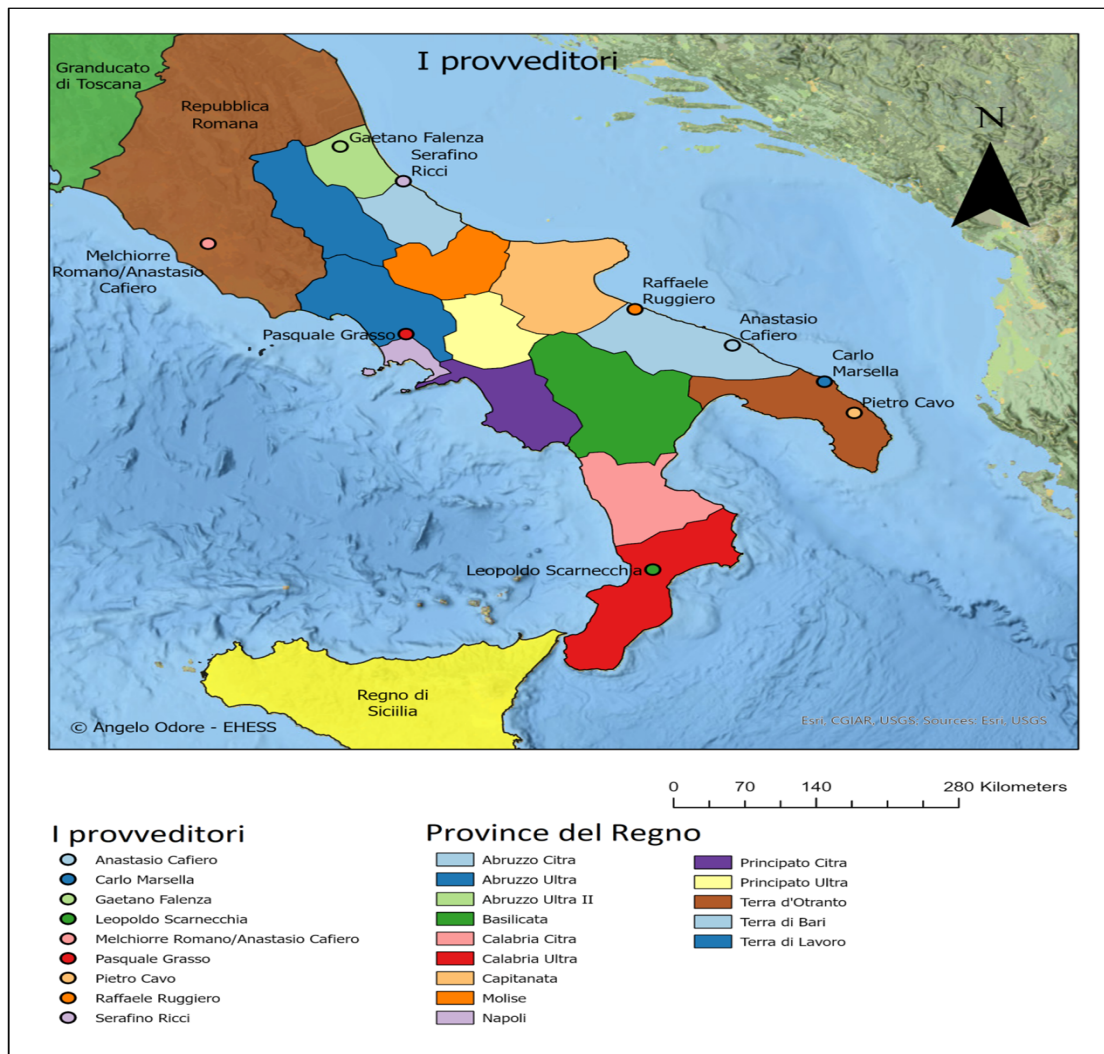 I provveditori
Granducato
di Toscana
Repubblica
Romana
Gaetano Falenza
Serafino
Ricci
Melchiorre
Romano/Anastasio
Cafiero
Pasquale Grasso
Raffaele
Ruggiero
Anastasio
Cafiero
Carlo
Marsella
Pietro Cavo
Leopoldo Scarnecchia
Regno di
Siciilia
N
© Angelo Odore - EHESS
Esri, CGIAR, USGS, Sources: Esri, USGS
0 70 140 280 Kilometers
I provveditori
Anastasio Cafiero
Carlo Marsella
Gaetano Falenza
Leopoldo Scarnecchia
Melchiorre Romano/Anastasio Cafiero
Pasquale Grasso
Pietro Cavo
Raffaele Ruggiero
Serafino Ricci
Province del Regno
Abruzzo Citra
Abruzzo Ultra
Abruzzo Ultra II
Basilicata
Calabria Citra
Calabria Ultra
Capitanata
Molise
Napoli
Principato Citra
Principato Ultra
Terra d'Otranto
Terra di Bari
Terra di Lavoro